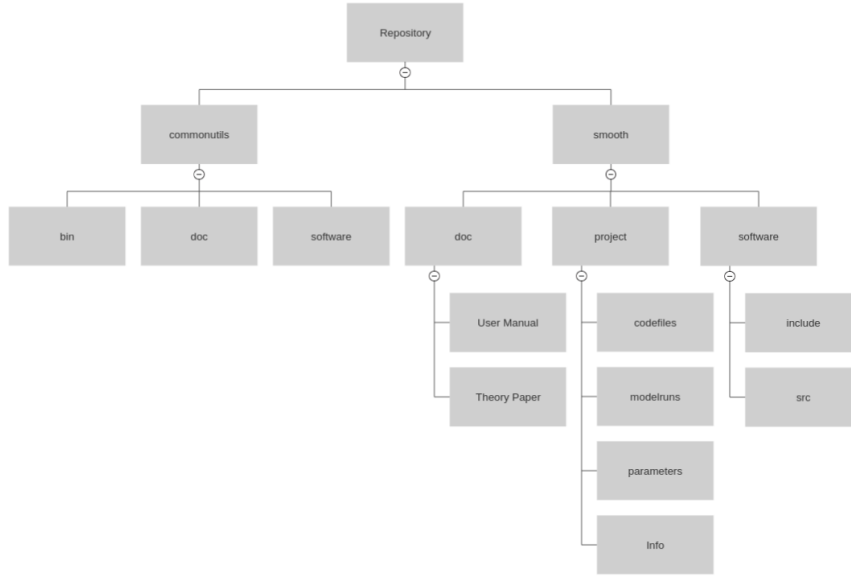 Repository
commonutils
smooth
bin
doc
software
doc
project
software
User Manual
codefiles
include
Theory Paper
modelruns
src
parameters
Info